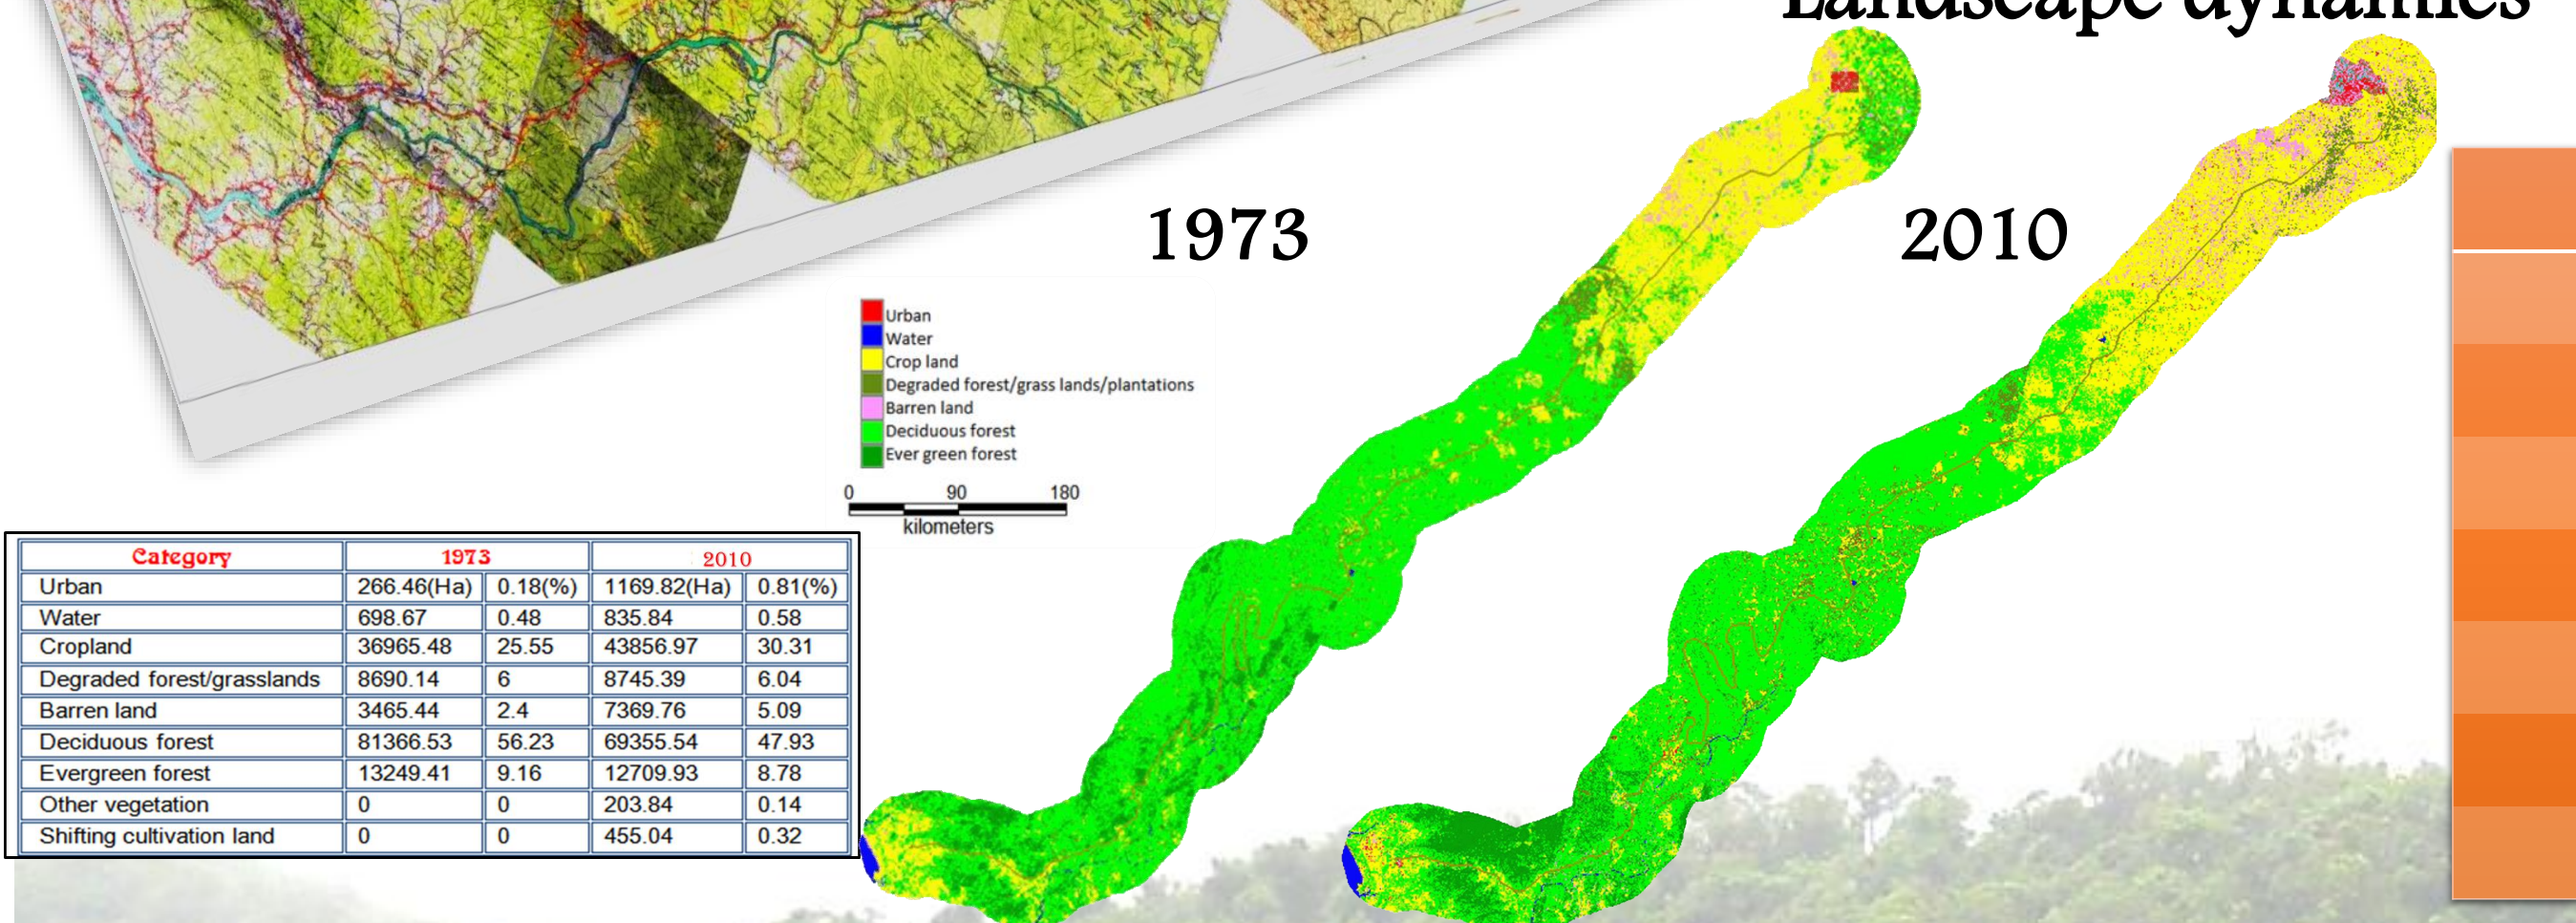 Landscape dynamics
1973
2010
Urban
Water
Crop land
Degraded forest/grass lands/plantations
Barren land
Deciduous forest
Ever green forest
0 90 180
kilometers
Category 1973 2010
Urban 266.46(Ha) 0.18(%) 1169.82(Ha) 0.81(%)
Water 698.67 0.48 835.84 0.58
Cropland 36965.48 25.55 43856.97 30.31
Degraded forest/grasslands 8690.14 6 8745.39 6.04
Barren land 3465.44 2.4 7369.76 5.09
Deciduous forest 81366.53 56.23 69355.54 47.93
Evergreen forest 13249.41 9.16 12709.93 8.78
Other vegetation 0 0 203.84 0.14
Shifting cultivation land 0 0 455.04 0.32